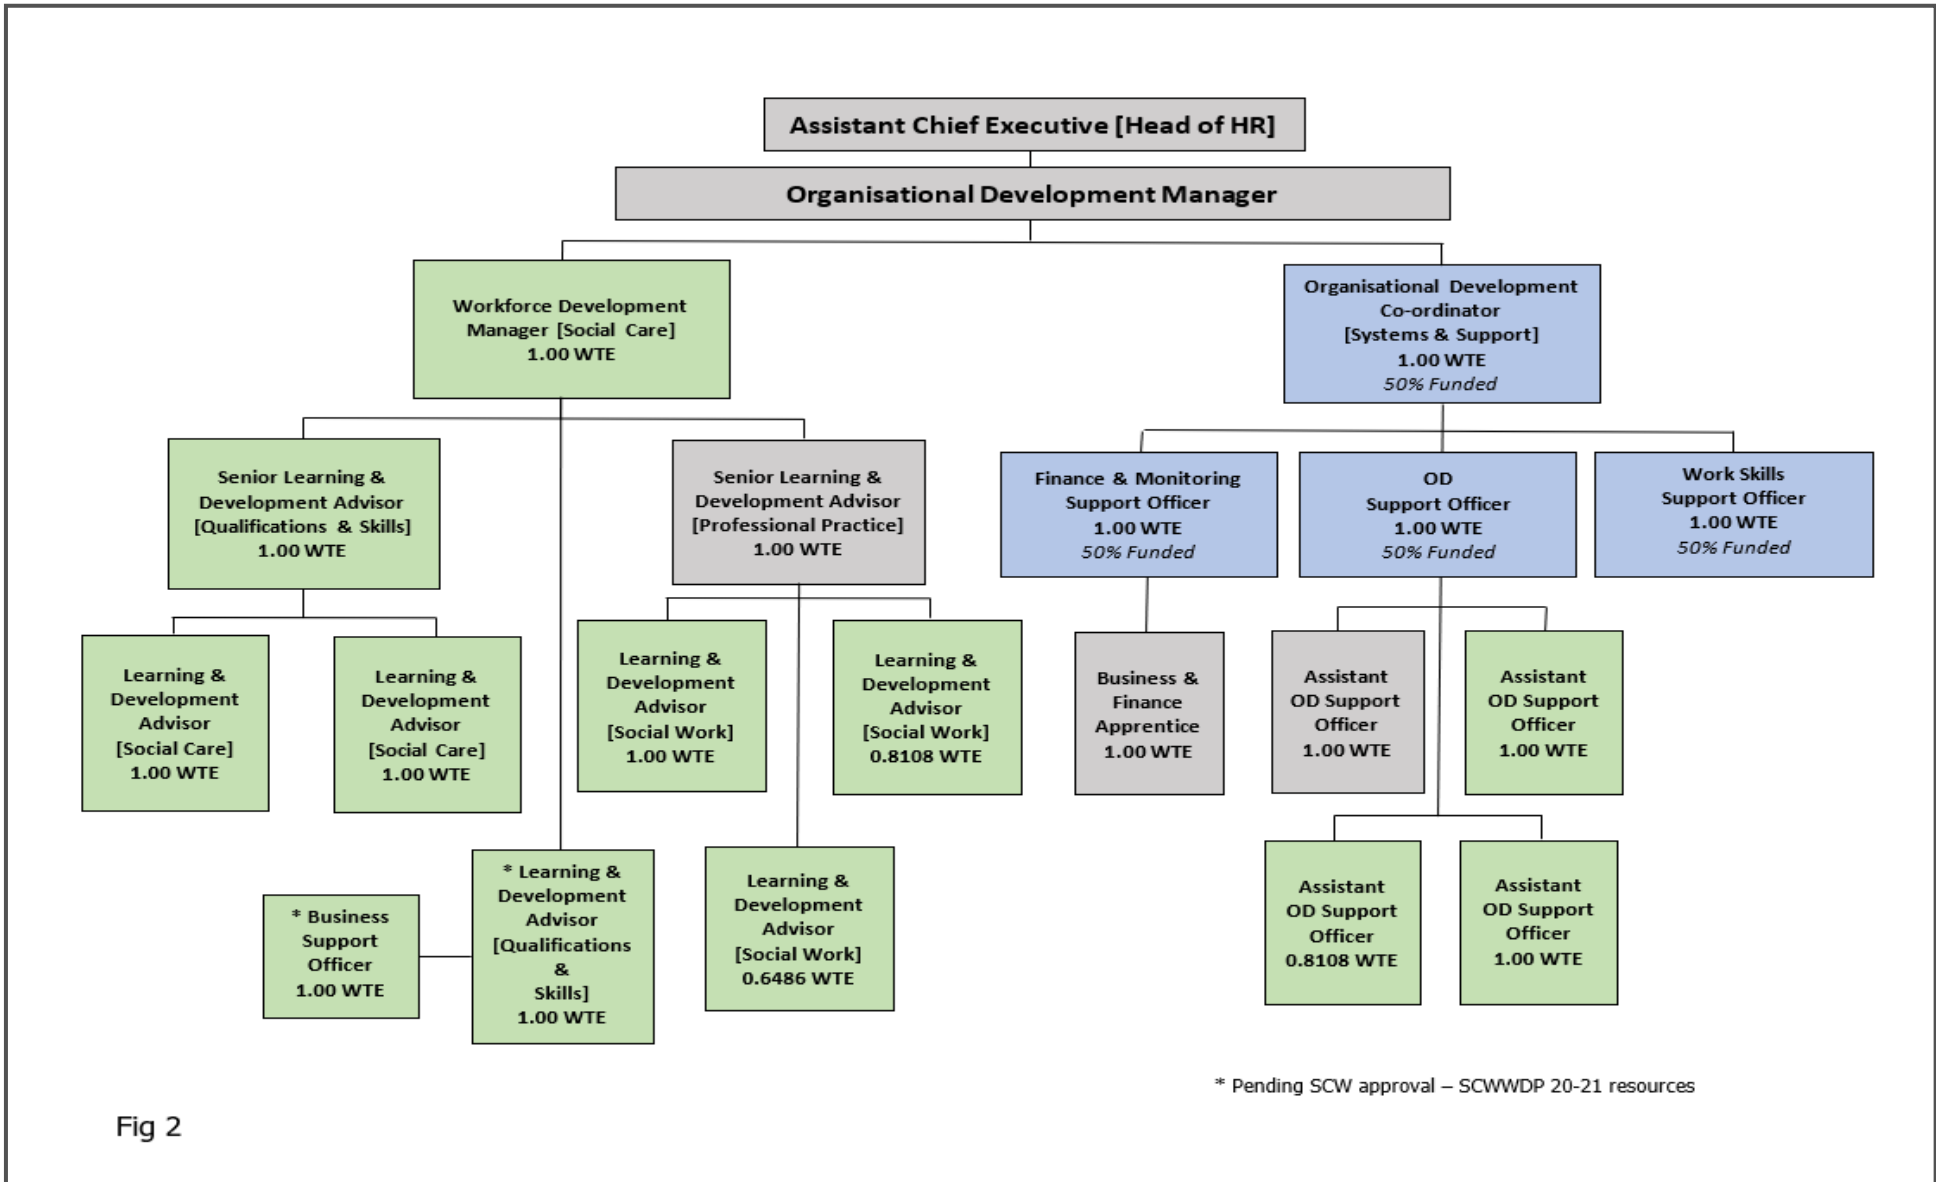 Assistant Chief Executive [Head of HR]
Organisational Development Manager
Workforce Development
Manager [Social Care]
1.00 WTE
Organisational Development
Co-ordinator
[Systems & Support]
1.00 WTE
50% Funded
Senior Learning &
Development Advisor
[Qualifications & Skills]
1.00 WTE
Senior Learning &
Development Advisor
[Professional Practice]
1.00 WTE
Finance & Monitoring
Support Officer
1.00 WTE
50% Funded
OD
Support Officer
1.00 WTE
50% Funded
Work Skills
Support Officer
1.00 WTE
50% Funded
Learning &
Development
Advisor
[Social Care]
1.00 WTE
Learning &
Development
Advisor
[Social Care]
1.00 WTE
Learning &
Development
Advisor
[Social Work]
1.00 WTE
Learning &
Development
Advisor
[Social Work]
0.8108 WTE
Business &
Finance
Apprentice
1.00 WTE
Assistant
OD Support
Officer
1.00 WTE
Assistant
OD Support
Officer
1.00 WTE
* Business
Support
Officer
1.00 WTE
* Learning &
Development
Advisor
[Qualifications
&
Skills]
1.00 WTE
Learning &
Development
Advisor
[Social Work]
0.6486 WTE
Assistant
OD Support
Officer
0.8108 WTE
Assistant
OD Support
Officer
1.00 WTE
* Pending SCW approval – SCWWDP 20-21 resources
Fig 2